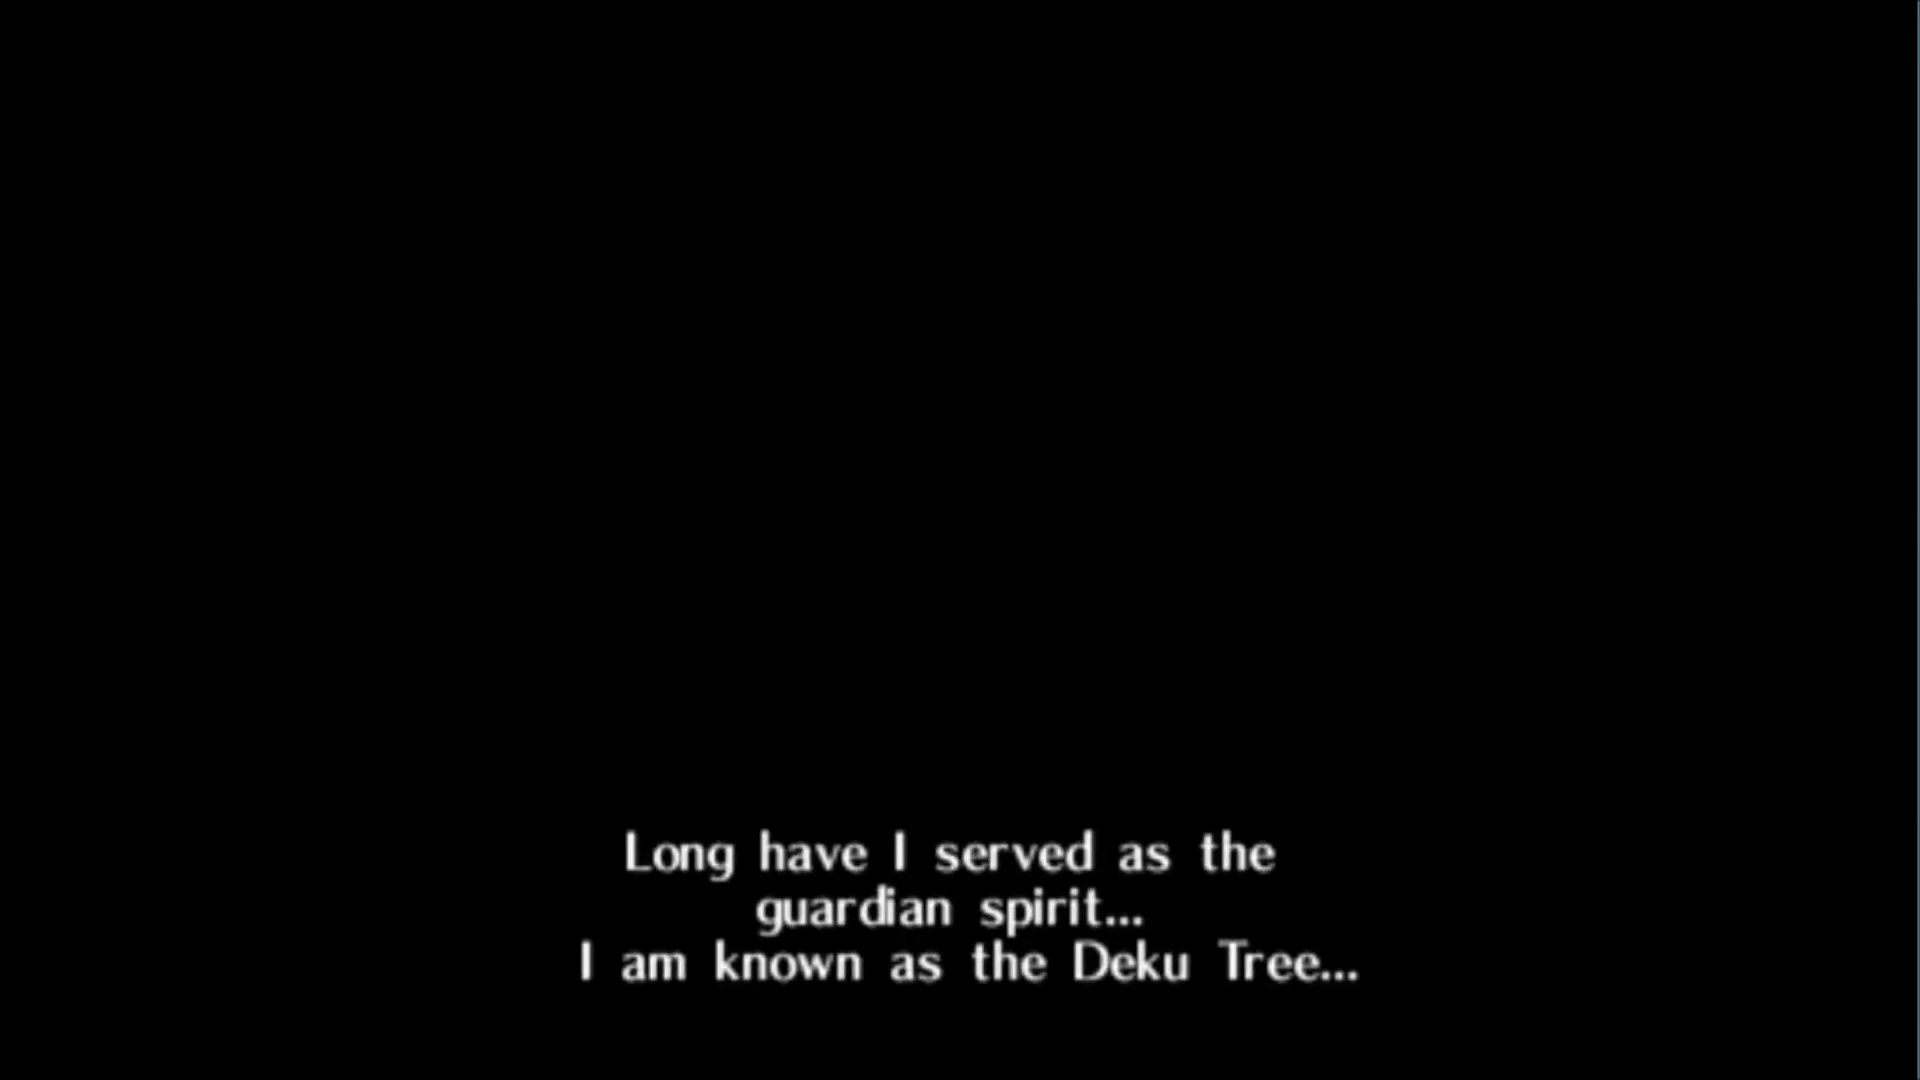 Long have I served as the
guardian spirit...
I am known as the Deku Tree...